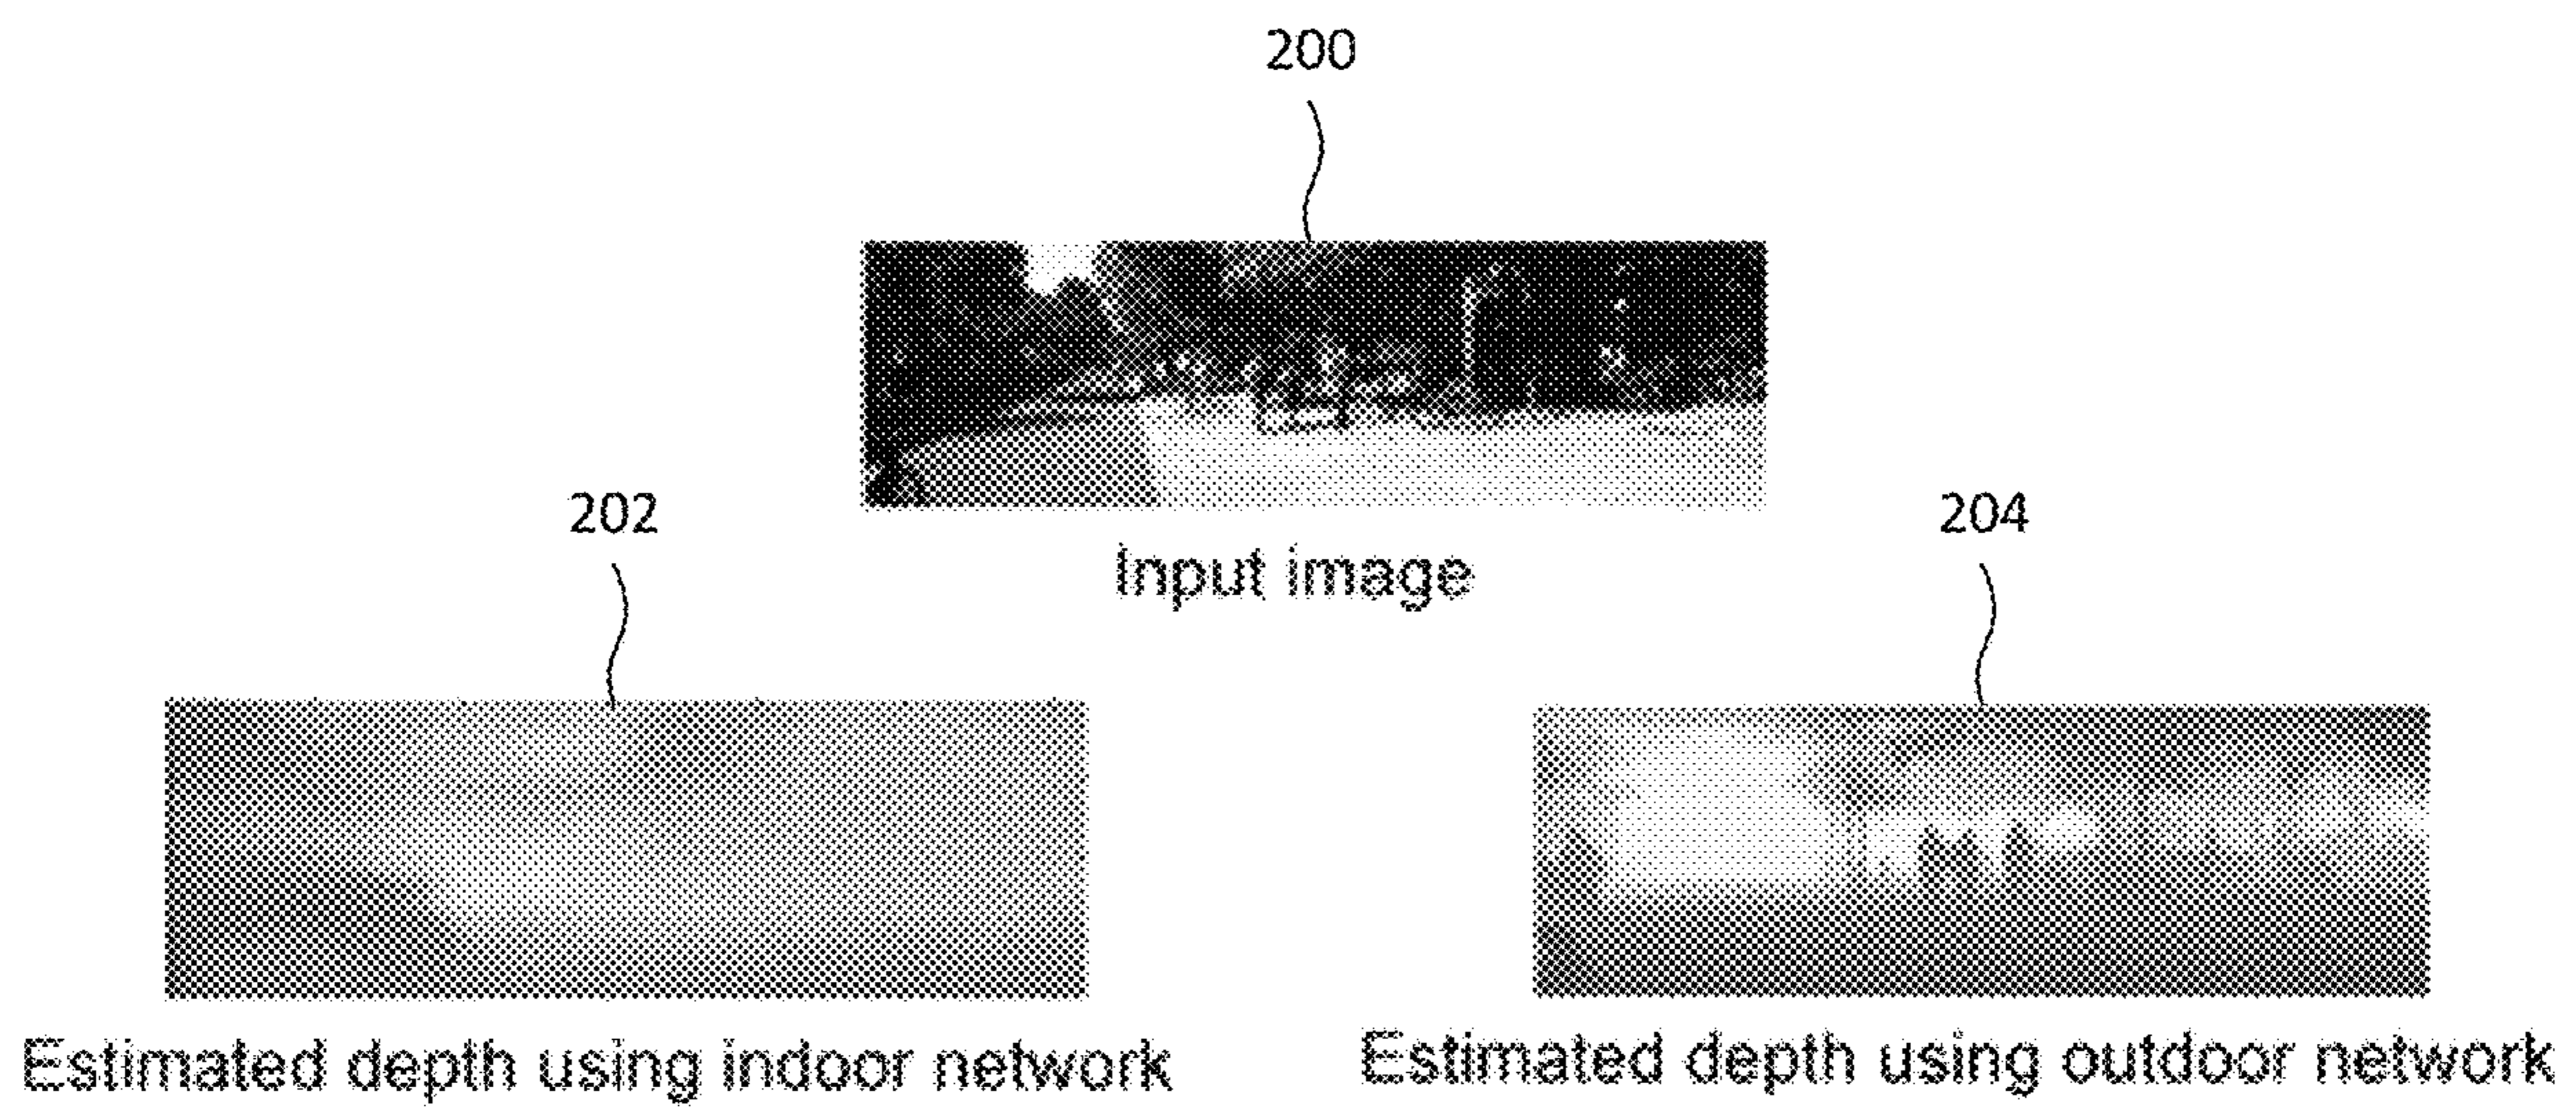 200
Input image
202
204
Estimated depth using indoor network
Estimated depth using outdoor network